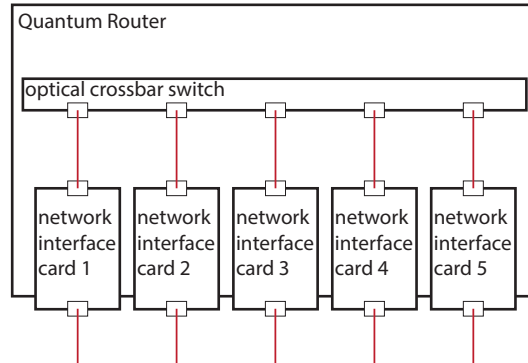 Quantum Router
optical crossbar switch
network
interface
card 1
network
interface
card 2
network
interface
card 3
network
interface
card 4
network
interface
card 5